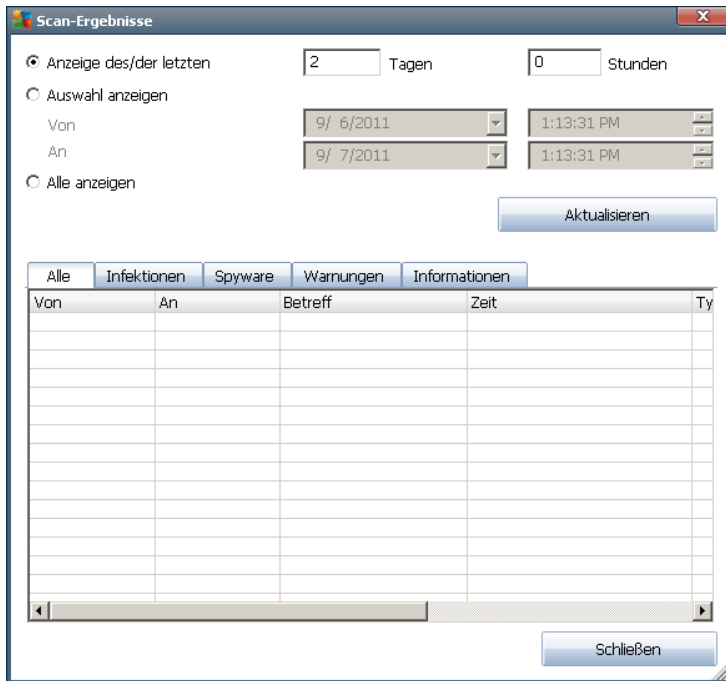 Scan-Ergebnisse
Anzeige des/der letzten 2 Tagen 0 Stunden
Auswahl anzeigen
Von 9/ 6/2011 1:13:31 PM
An 9/ 7/2011 1:13:31 PM
Alle anzeigen
Aktualisieren
Alle Infektionen Spyware Warnungen Informationen
Von An Betreff Zeit Ty
Schließen